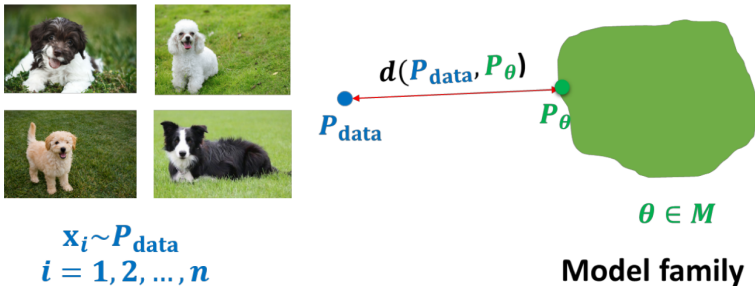 d(P_data, P_θ)
P_data
P_θ
x_i~P_data
i = 1, 2, ..., n
θ ∈ M
Model family